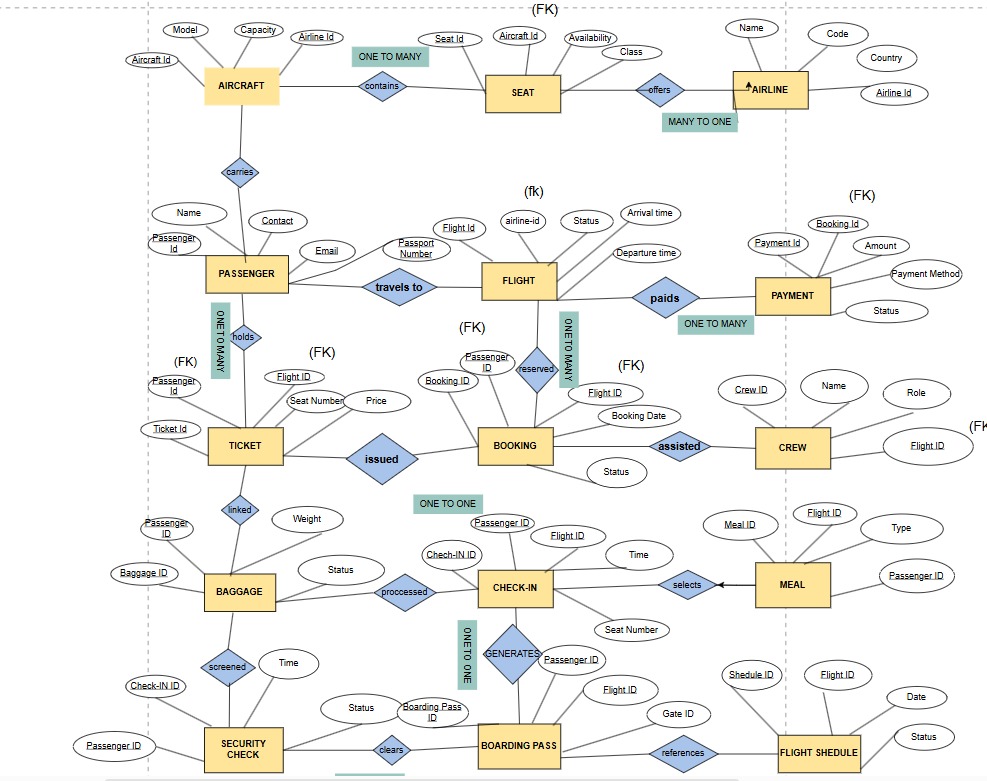 (FK)
Model
Capacity
Airline Id
Aircraft Id
AIRCRAFT
ONE TO MANY
contains
Seat Id
Aircraft Id
Availability
Class
SEAT
offers
MANY TO ONE
Name
Code
Country
Airline Id
AIRLINE
carries
Name
Contact
Passenger
Id
Email
Passport
Number
PASSENGER
travels to
(fk)
Flight Id
airline-id
Status
Arrival time
Departure time
FLIGHT
paids
ONE TO MANY
(FK)
Payment Id
Booking Id
Amount
Payment Method
Status
PAYMENT
ONE TO MANY
holds
(FK)
(FK)
Passenger
Id
Flight ID
Seat Number
Price
Ticket Id
TICKET
issued
ONE TO MANY
reserved
(FK)
(FK)
Passenger
ID
Booking ID
Flight ID
Booking Date
Status
BOOKING
assisted
Crew ID
Name
Role
(FK
Flight ID
CREW
linked
Passenger
ID
Weight
Status
Baggage ID
BAGGAGE
proccessed
ONE TO ONE
Passenger ID
Flight ID
Chech-IN ID
Time
Seat Number
CHECK-IN
selects
Meal ID
Flight ID
Type
Passenger ID
MEAL
screened
Time
Check-IN ID
Passenger ID
Status
SECURITY
CHECK
clears
ONE TO ONE
GENERATES
Passenger ID
Flight ID
Boarding Pass
ID
Gate ID
BOARDING PASS
references
Shedule ID
Flight ID
Date
Status
FLIGHT SHEDULE